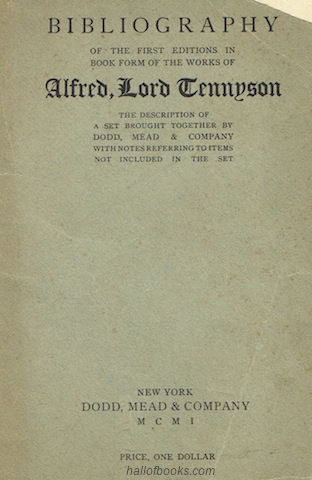 BIBLIOGRAPHY
OF THE FIRST EDITIONS IN
BOOK FORM OF THE WORKS OF
Alfred, Lord Tennyson
THE DESCRIPTION OF
A SET BROUGHT TOGETHER BY
DODD, MEAD & COMPANY
WITH NOTES REFERRING TO ITEMS
NOT INCLUDED IN THE SET
NEW YORK
DODD, MEAD & COMPANY
M C M I
PRICE, ONE DOLLAR
hallofbooks.com